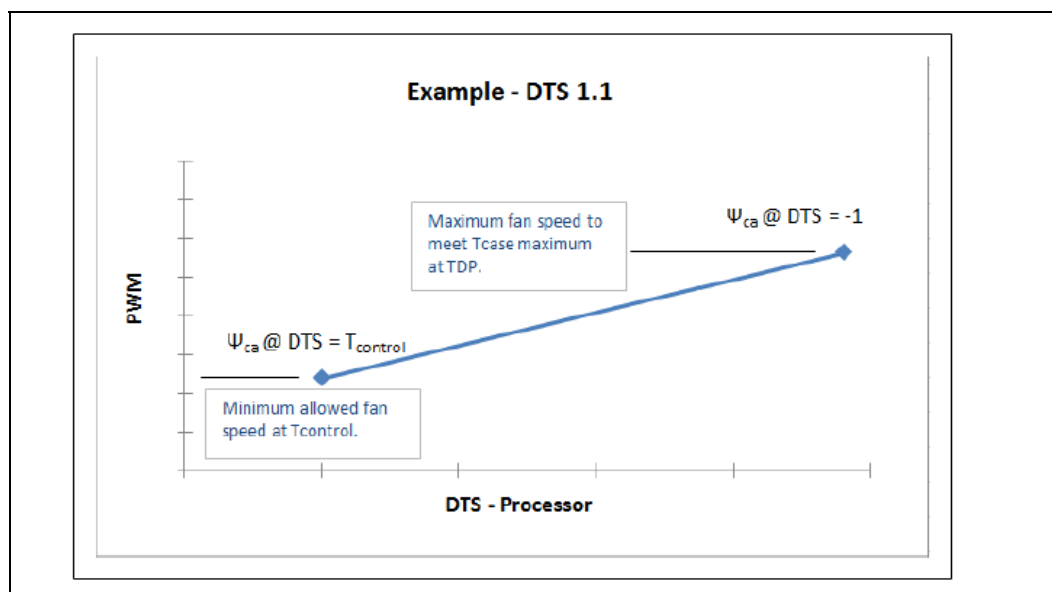 Example - DTS 1.1
Ψca @ DTS = -1
Maximum fan speed to
meet Tcase maximum
at TDP.
PWM
Ψca @ DTS = Tcontrol
Minimum allowed fan
speed at Tcontrol.
DTS - Processor